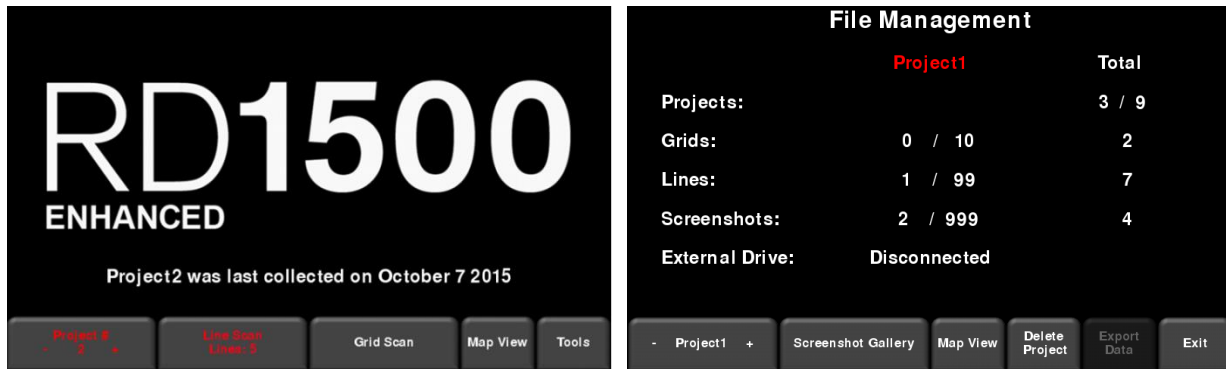 RD1500
ENHANCED
Project2 was last collected on October 7 2015
Project #
- 2 +
Line Scan
Lines: 5
Grid Scan
Map View
Tools
File Management
Project1 Total
Projects: 3 / 9
Grids: 0 / 10 2
Lines: 1 / 99 7
Screenshots: 2 / 999 4
External Drive: Disconnected
- Project1 +
Screenshot Gallery
Map View
Delete
Project
Export
Data
Exit